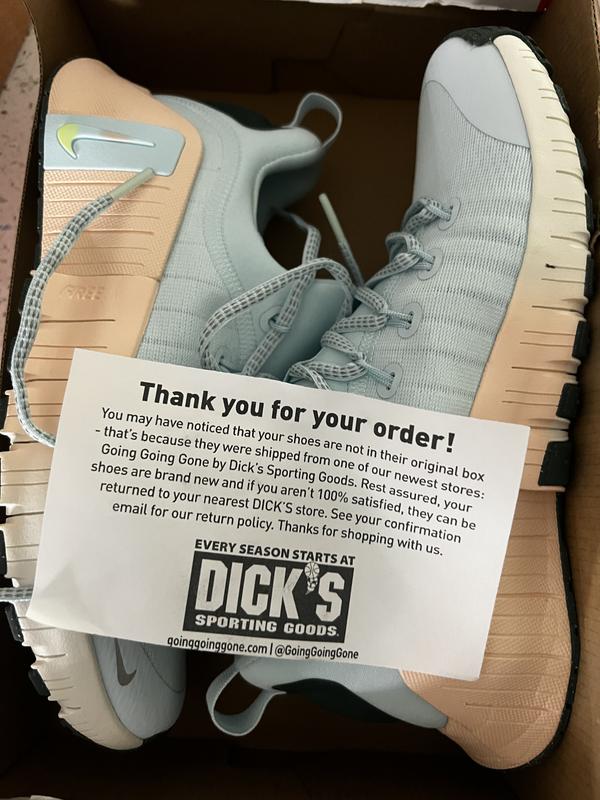 FREE
Thank you for your order!
You may have noticed that your shoes are not in their original box
- that's because they were shipped from one of our newest stores:
Going Going Gone by Dick's Sporting Goods. Rest assured, your
shoes are brand new and if you aren't 100% satisfied, they can be
returned to your nearest DICK'S store. See your confirmation
email for our return policy. Thanks for shopping with us.
EVERY SEASON STARTS AT
DICK'S
SPORTING GOODS.
goinggoinggone.com | @GoingGoingGone